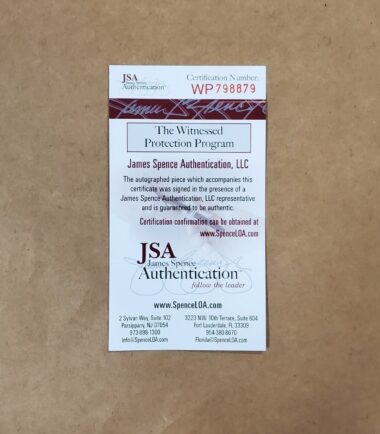 JSA
Authentication
Certification Number:
WP798879
James Spence
The Witnessed
Protection Program
James Spence Authentication, LLC
The autographed piece which accompanies this
certificate was signed in the presence of a
James Spence Authentication, LLC representative
and is guaranteed to be authentic.
Certification confirmation can be obtained at
www.SpenceLOA.com
JSA
James Spence
Authentication
follow the leader
www.SpenceLOA.com
2 Sylvan Way, Suite 102
Parsippany, NJ 07054
973-898-1300
Info@SpenceLOA.com
3223 N.W. 10th Terrace, Suite 604
Fort Lauderdale, FL 33309
954-380-8670
Florida@SpenceLOA.com